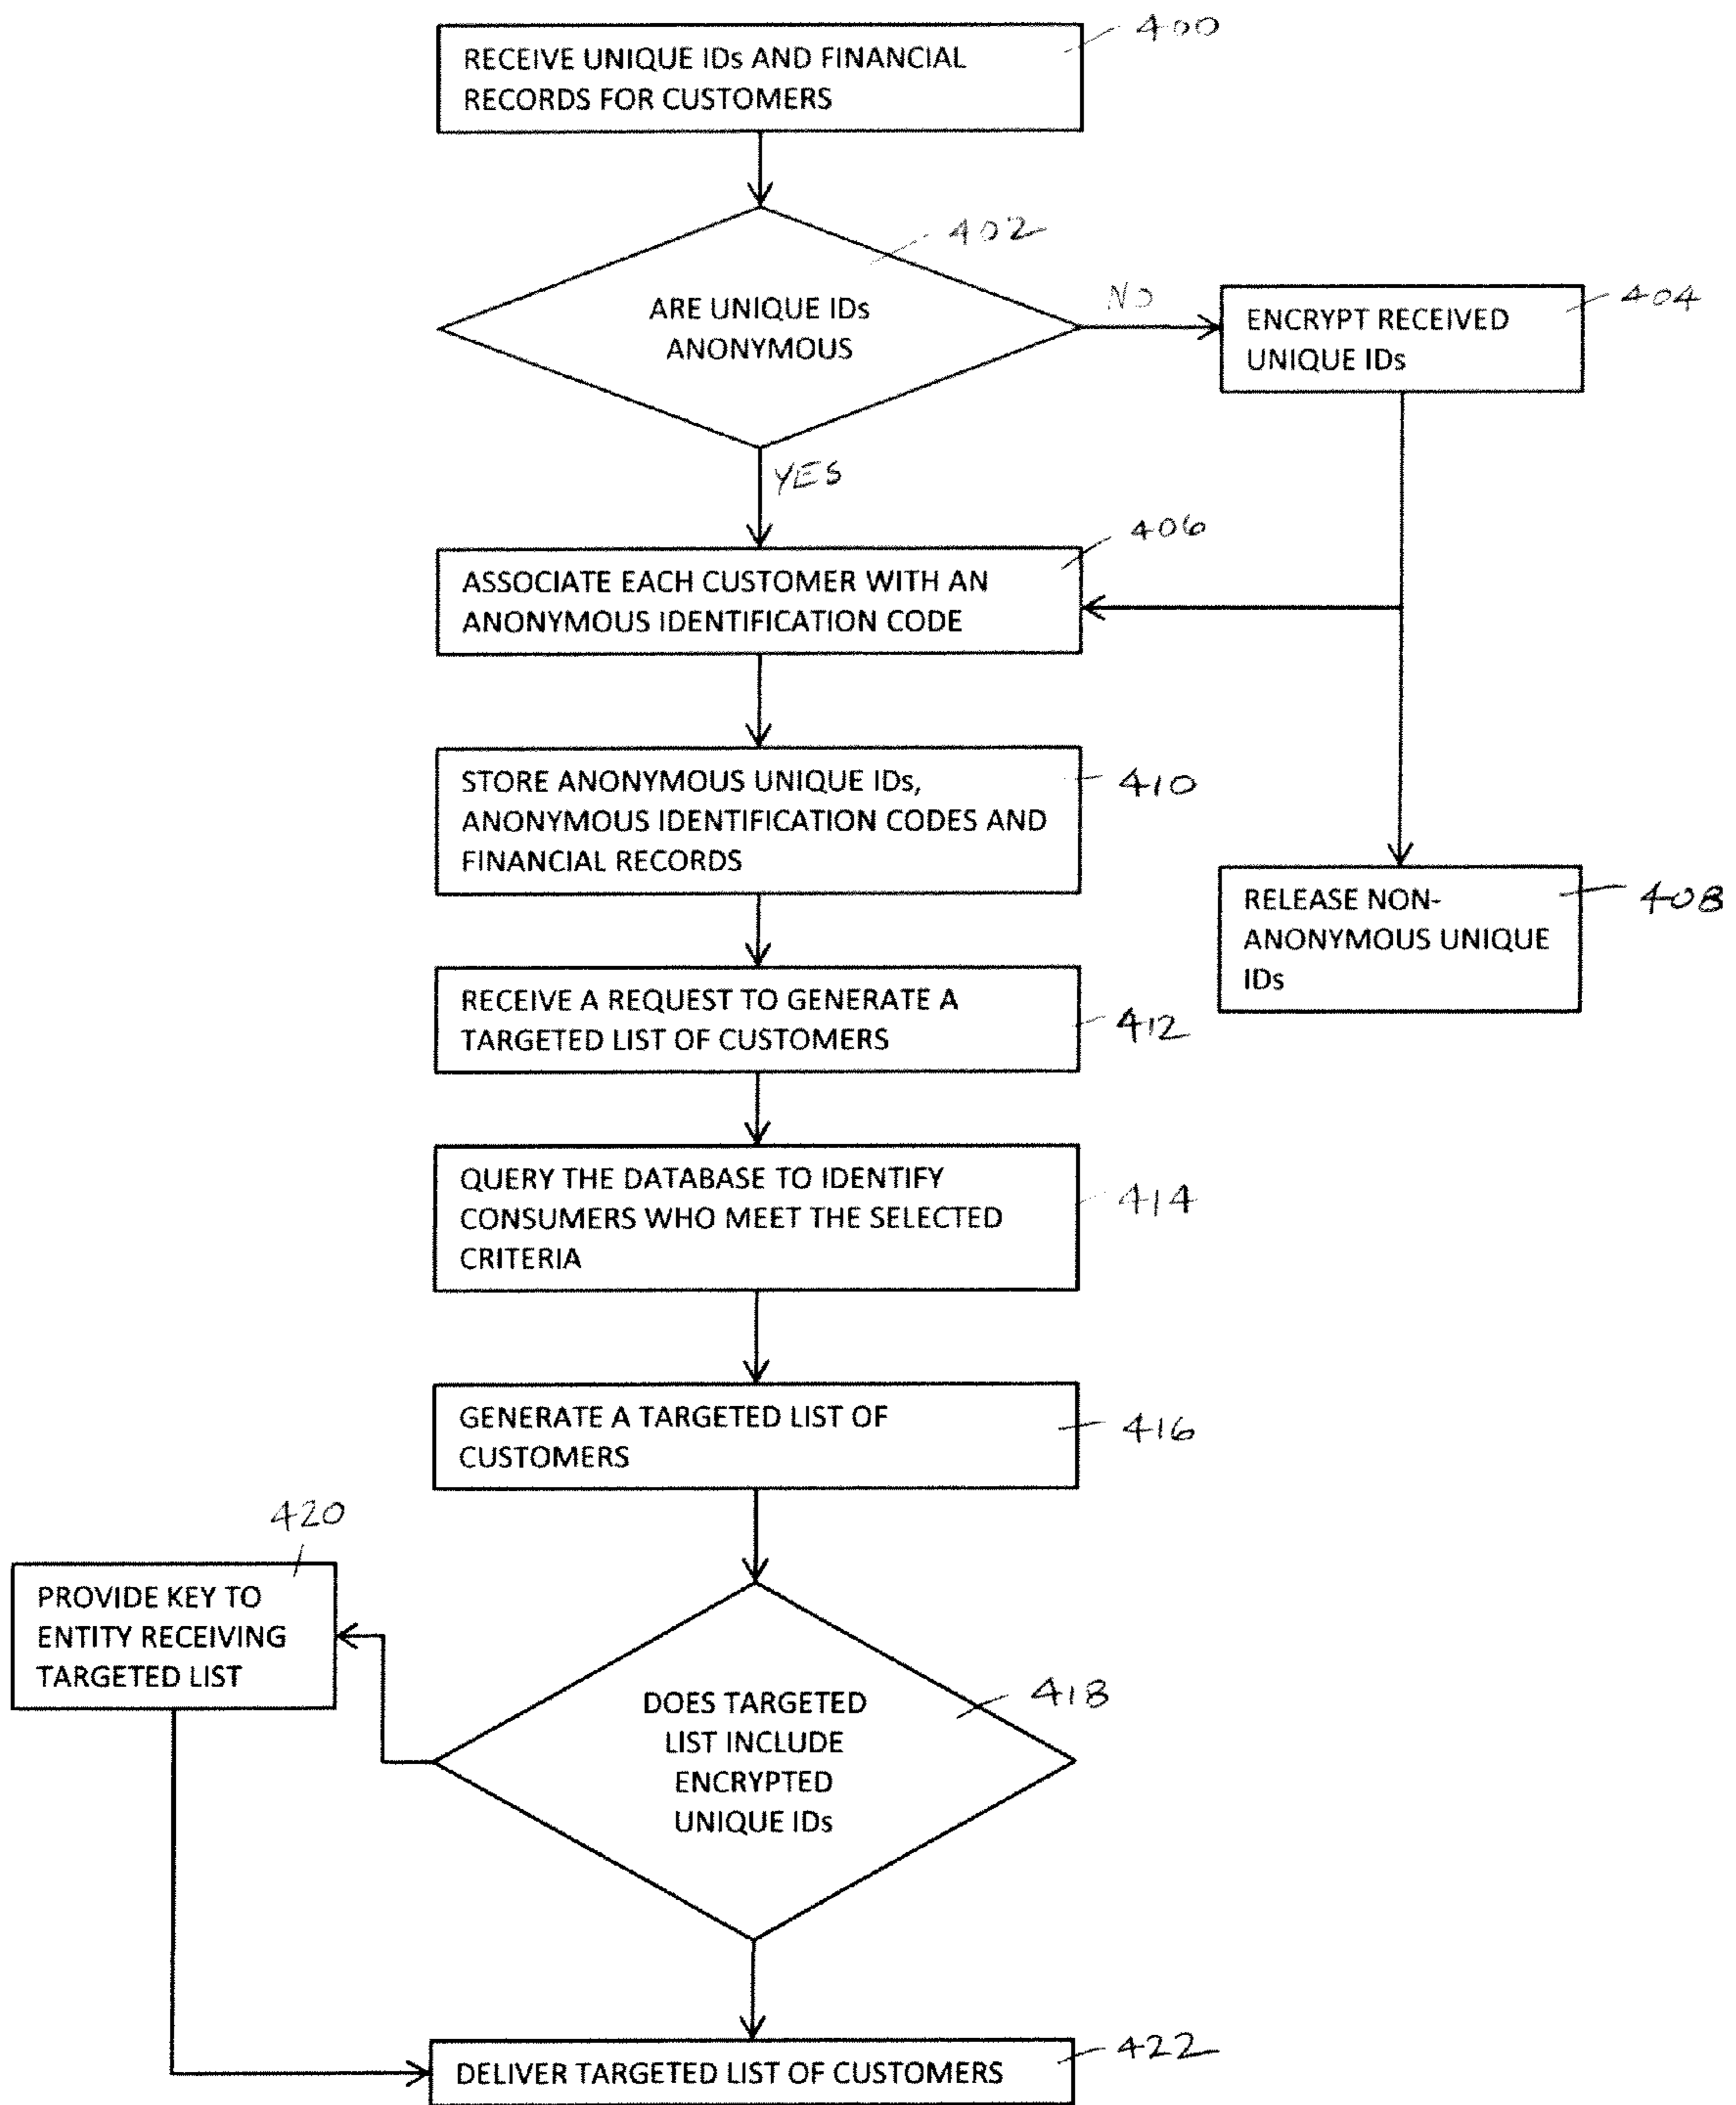 400
RECEIVE UNIQUE IDs AND FINANCIAL
RECORDS FOR CUSTOMERS
402
ARE UNIQUE IDs
ANONYMOUS
NO
404
ENCRYPT RECEIVED
UNIQUE IDs
YES
406
ASSOCIATE EACH CUSTOMER WITH AN
ANONYMOUS IDENTIFICATION CODE
STORE ANONYMOUS UNIQUE IDs,
ANONYMOUS IDENTIFICATION CODES AND
FINANCIAL RECORDS
410
RELEASE NON-
ANONYMOUS UNIQUE
IDs
408
RECEIVE A REQUEST TO GENERATE A
TARGETED LIST OF CUSTOMERS
412
QUERY THE DATABASE TO IDENTIFY
CONSUMERS WHO MEET THE SELECTED
CRITERIA
414
GENERATE A TARGETED LIST OF
CUSTOMERS
416
420
PROVIDE KEY TO
ENTITY RECEIVING
TARGETED LIST
418
DOES TARGETED
LIST INCLUDE
ENCRYPTED
UNIQUE IDs
DELIVER TARGETED LIST OF CUSTOMERS
422